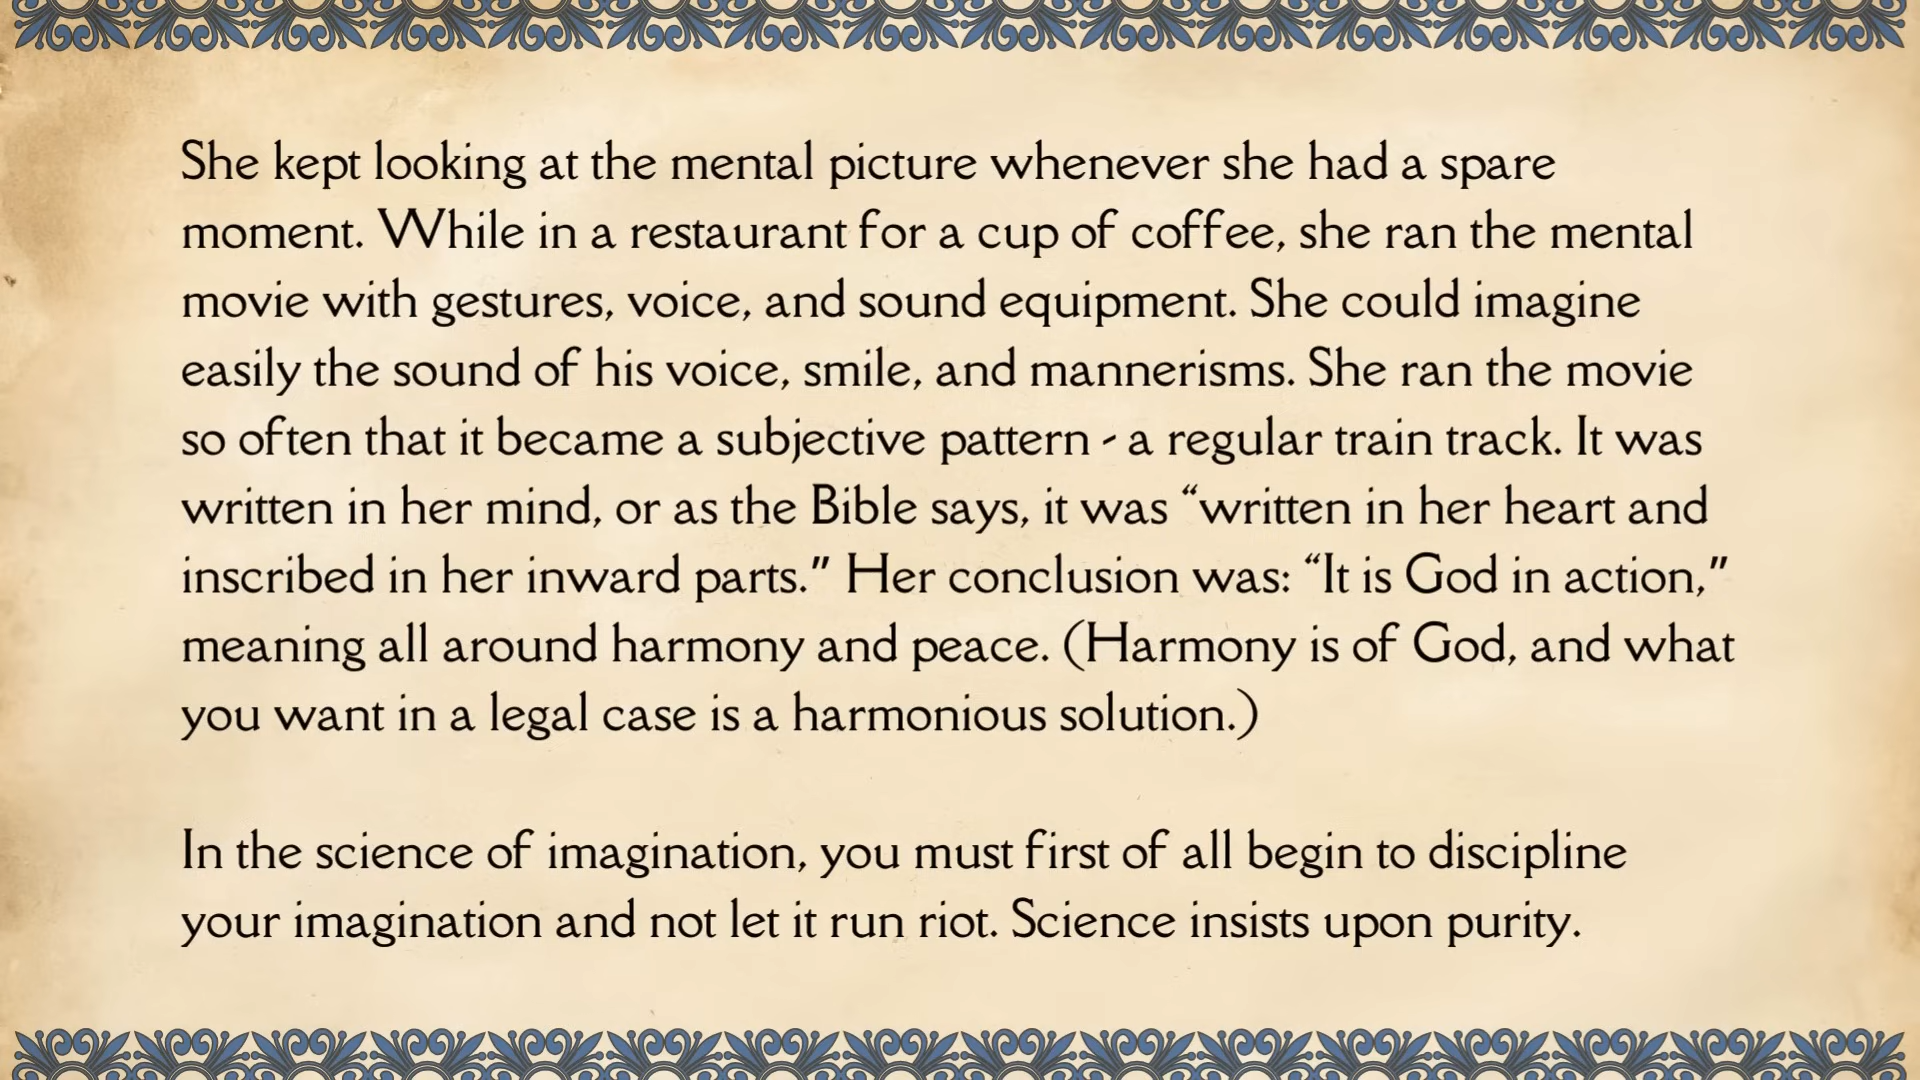 She kept looking at the mental picture whenever she had a spare
moment. While in a restaurant for a cup of coffee, she ran the mental
movie with gestures, voice, and sound equipment. She could imagine
easily the sound of his voice, smile, and mannerisms. She ran the movie
so often that it became a subjective pattern - a regular train track. It was
written in her mind, or as the Bible says, it was “written in her heart and
inscribed in her inward parts.” Her conclusion was: “It is God in action,”
meaning all around harmony and peace. (Harmony is of God, and what
you want in a legal case is a harmonious solution.)
In the science of imagination, you must first of all begin to discipline
your imagination and not let it run riot. Science insists upon purity.